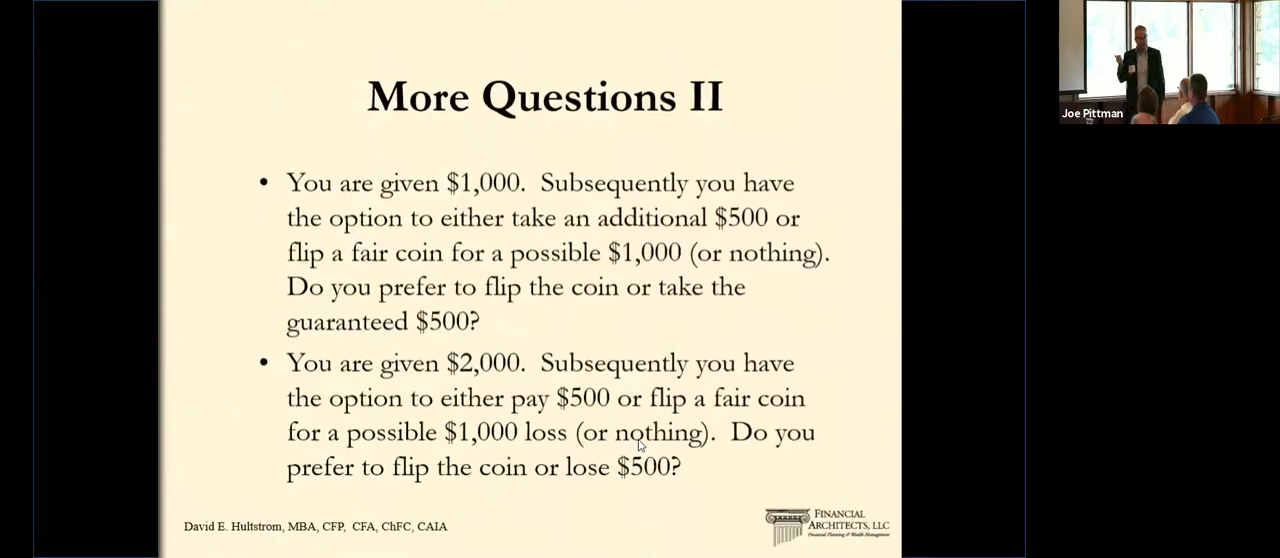 More Questions II
• You are given $1,000. Subsequently you have
the option to either take an additional $500 or
flip a fair coin for a possible $1,000 (or nothing).
Do you prefer to flip the coin or take the
guaranteed $500?
• You are given $2,000. Subsequently you have
the option to either pay $500 or flip a fair coin
for a possible $1,000 loss (or nothing). Do you
prefer to flip the coin or lose $500?
David E. Hultstrom, MBA, CFP, CFA, ChFC, CAIA
FINANCIAL
ARCHITECTS, LLC
Financial Planning & Wealth Management
Joe Pittman